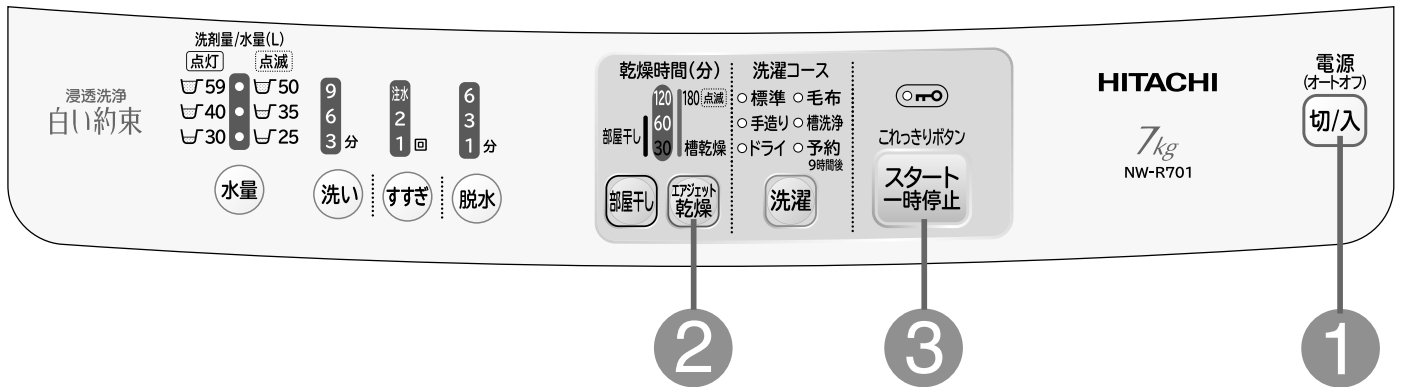 浸透洗浄
白い約束
洗剤量/水量(L)
点灯 点滅
59 50
40 35
30 25
水量
9
6
3 分
洗い
注水
2
1 回
すすぎ
6
3
1 分
脱水
乾燥時間(分)
120 180 点滅
60
部屋干し
30 槽乾燥
部屋干し
エアジェット
乾燥
洗濯コース
標準 毛布
手造り 槽洗浄
ドライ 予約
9時間後
洗濯
これっきりボタン
スタート
一時停止
HITACHI
7kg
NW-R701
電源
(オートオフ)
切/入
2
3
1